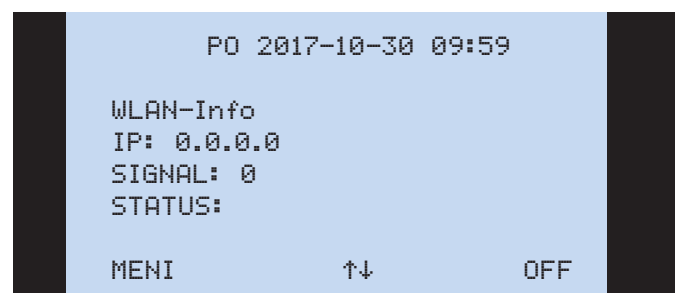 PO 2017-10-30 09:59
WLAN-Info
IP: 0.0.0.0
SIGNAL: 0
STATUS:
MENI ↑↓ OFF